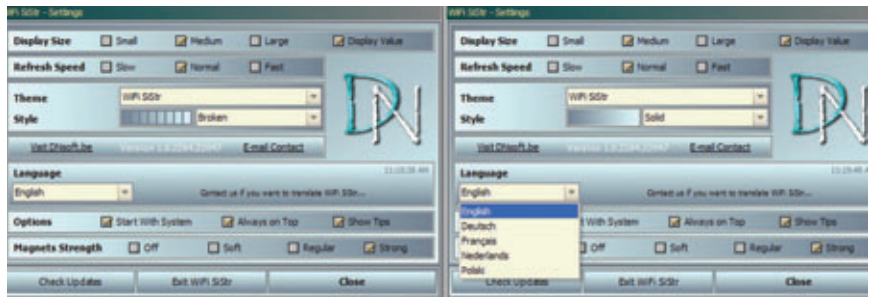 WiFi SiStr - Settings
Display Size Small Medium Large Display Value
Refresh Speed Slow Normal Fast
Theme WiFi SiStr
Style Broken
Visit DNsoft.be E-mail Contact
Language
English Contact us if you want to translate WiFi SiStr...
Options Start With System Always on Top Show Tips
Magnets Strength Off Soft Regular Strong
Check Updates Exit WiFi SiStr Close
WiFi SiStr - Settings
Display Size Small Medium Large Display Value
Refresh Speed Slow Normal Fast
Theme WiFi SiStr
Style Solid
Visit DNsoft.be E-mail Contact
Language
English Contact us if you want to translate WiFi SiStr...
English
Deutsch
Français
Nederlands
Polski
t With System Always on Top Show Tips
Off Soft Regular Strong
Check Updates Exit WiFi SiStr Close
DN
DN